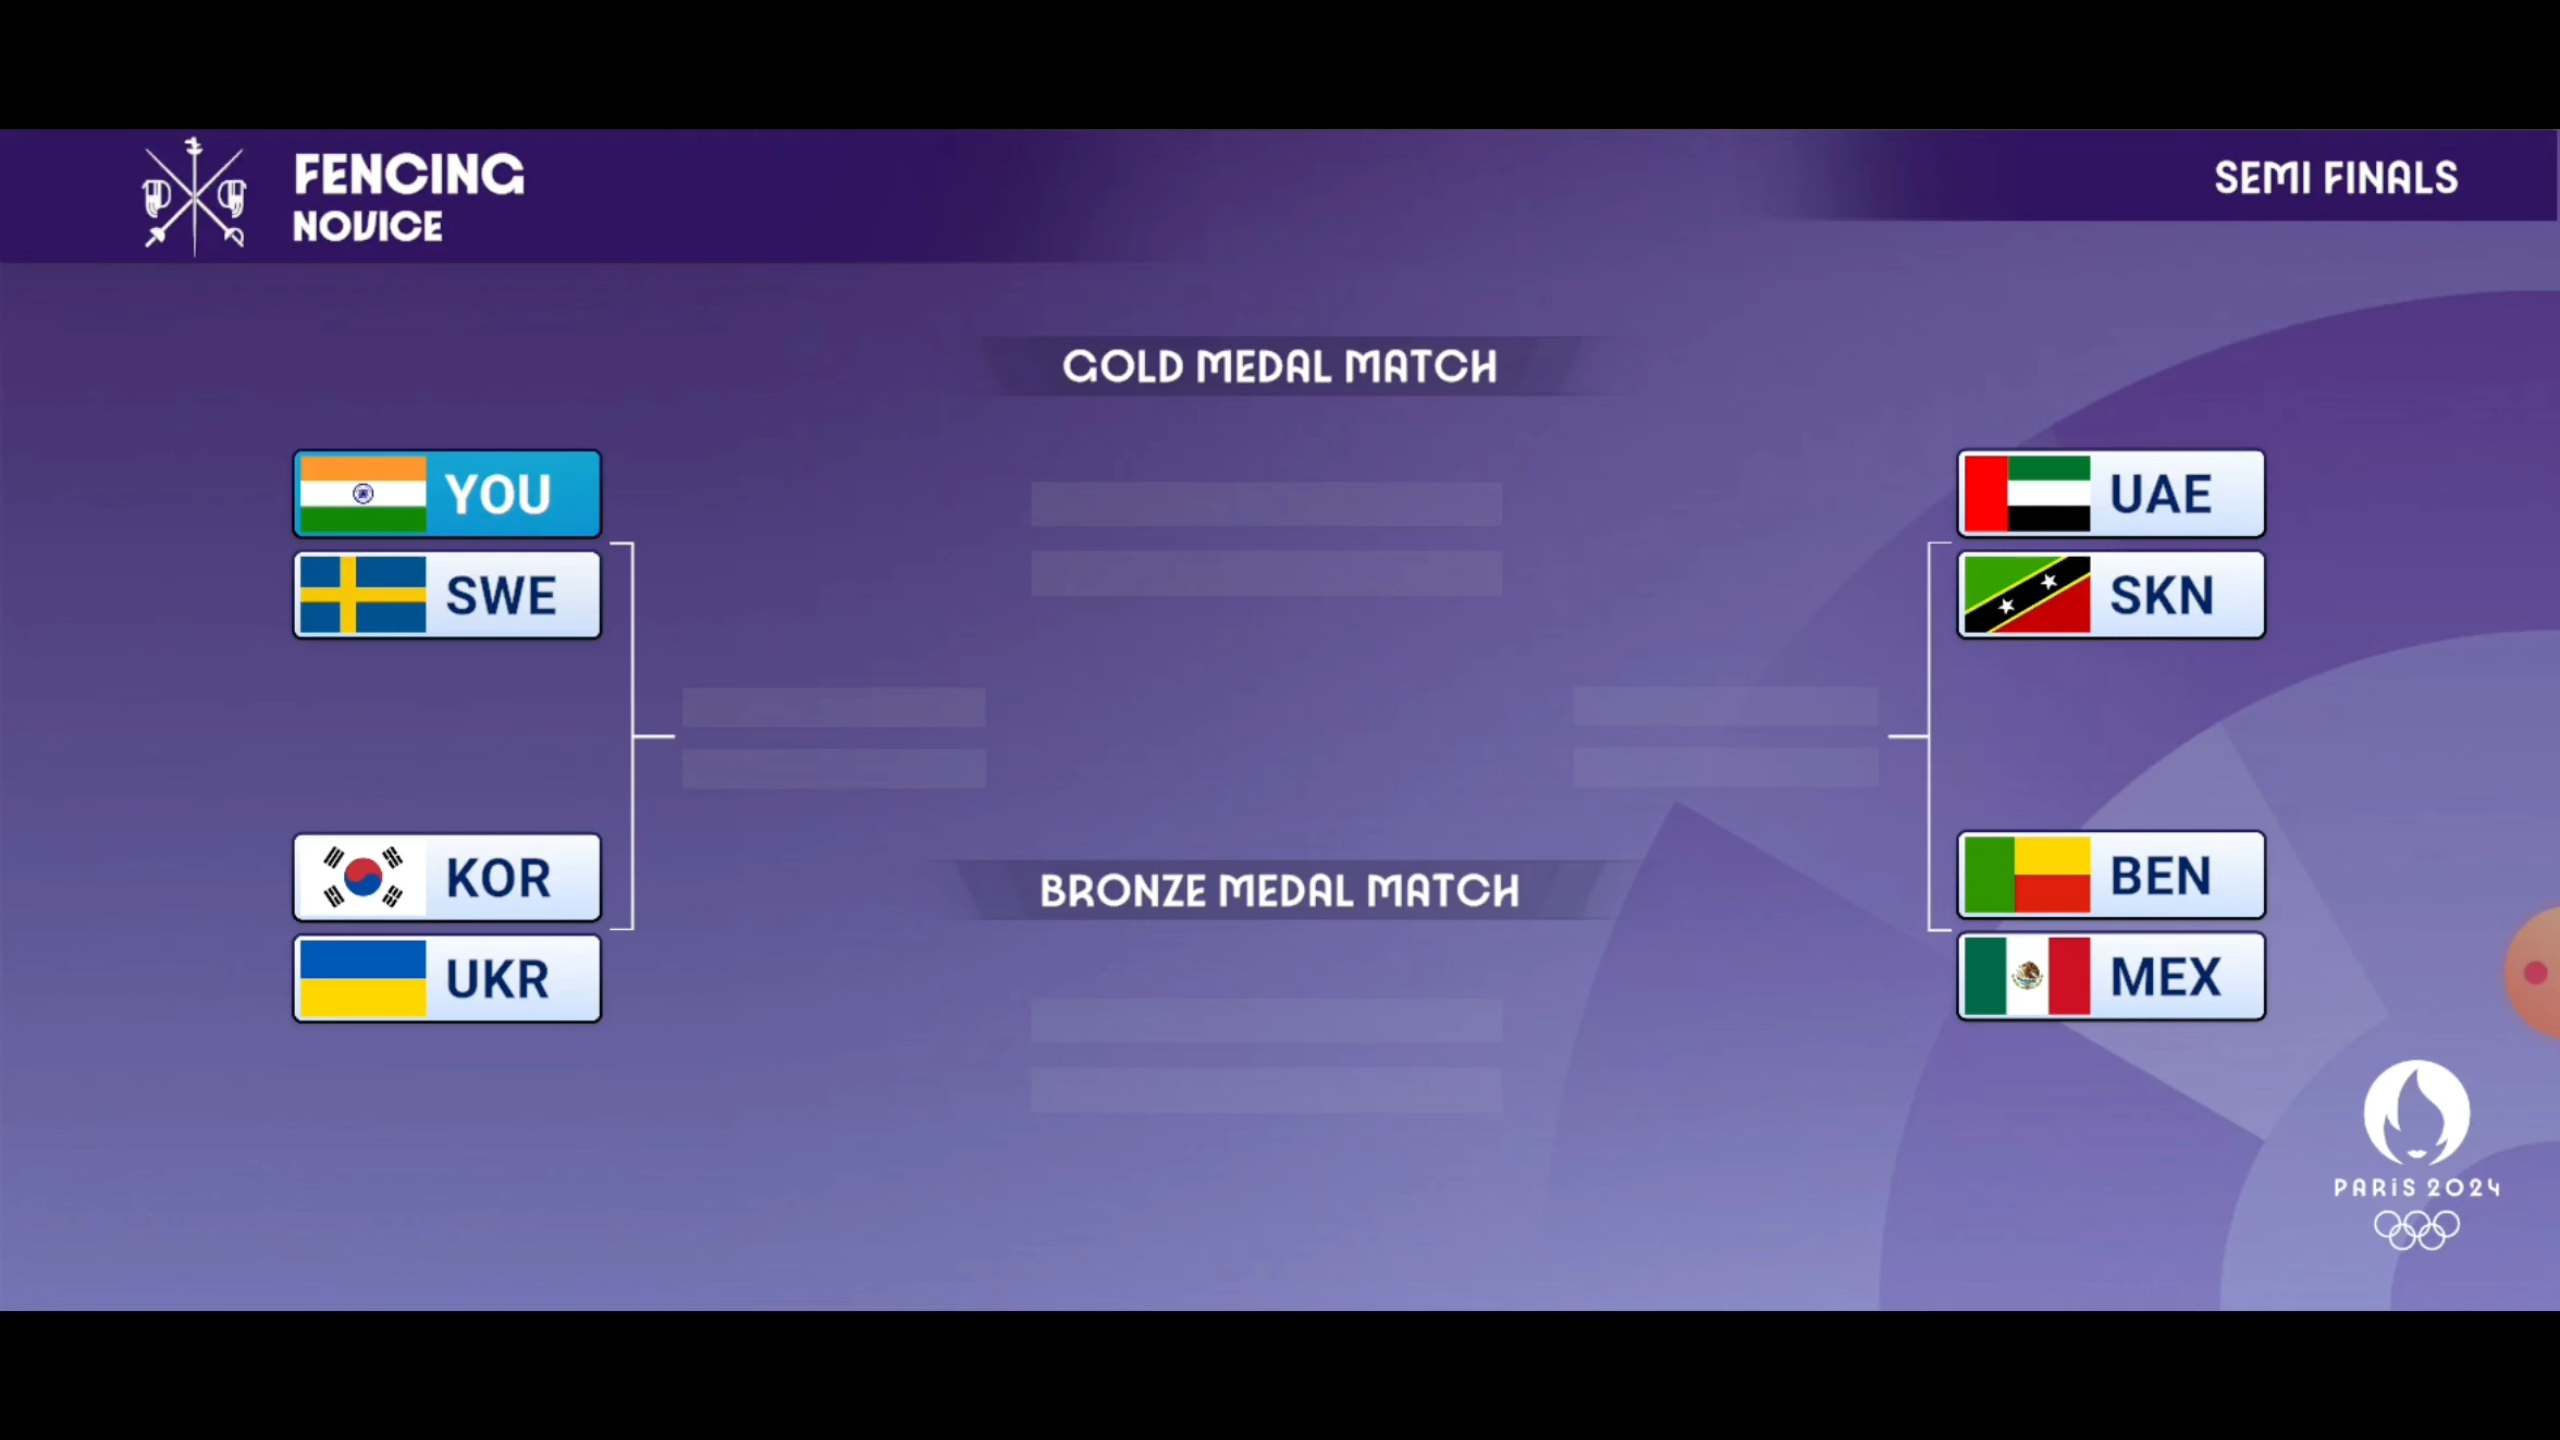 FENCING
NOVICE
SEMI FINALS
GOLD MEDAL MATCH
YOU
SWE
KOR
UKR
UAE
SKN
BEN
MEX
BRONZE MEDAL MATCH
PARIS 2024